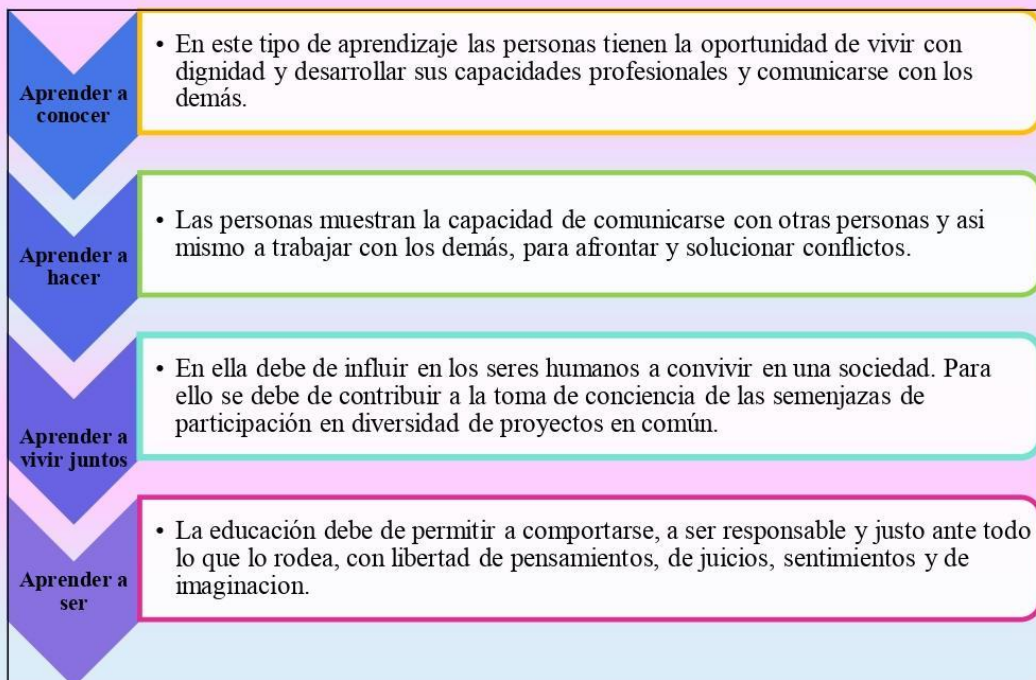 Aprender a
conocer
• En este tipo de aprendizaje las personas tienen la oportunidad de vivir con
dignidad y desarrollar sus capacidades profesionales y comunicarse con los
demás.
Aprender a
hacer
• Las personas muestran la capacidad de comunicarse con otras personas y asi
mismo a trabajar con los demás, para afrontar y solucionar conflictos.
Aprender a
vivir juntos
• En ella debe de influir en los seres humanos a convivir en una sociedad. Para
ello se debe de contribuir a la toma de conciencia de las semenjazas de
participación en diversidad de proyectos en común.
Aprender a
ser
• La educación debe de permitir a comportarse, a ser responsable y justo ante todo
lo que lo rodea, con libertad de pensamientos, de juicios, sentimientos y de
imaginacion.